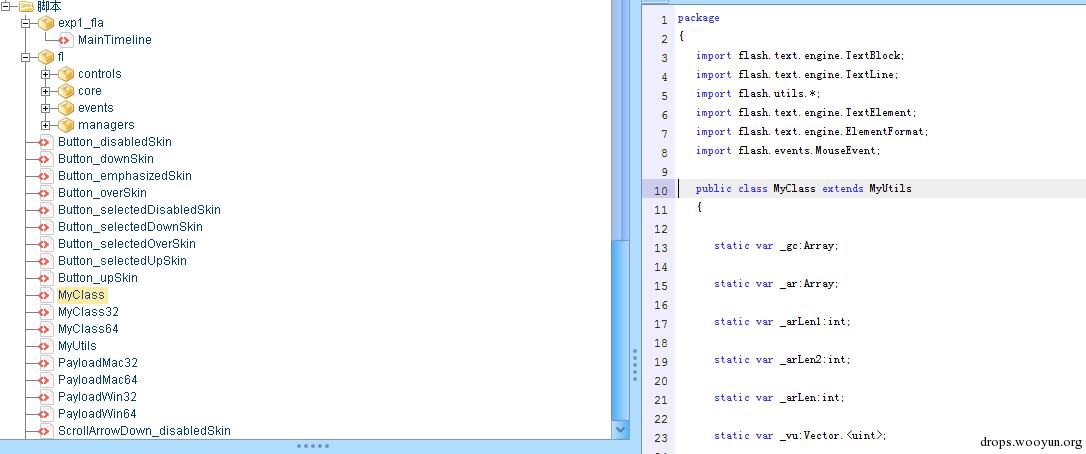 脚本
exp1_fla
MainTimeline
fl
controls
core
events
managers
Button_disabledSkin
Button_downSkin
Button_emphasizedSkin
Button_overSkin
Button_selectedDisabledSkin
Button_selectedDownSkin
Button_selectedOverSkin
Button_selectedUpSkin
Button_upSkin
MyClass
MyClass32
MyClass64
MyUtils
PayloadMac32
PayloadMac64
PayloadWin32
PayloadWin64
ScrollArrowDown_disabledSkin
1 package
2 {
3 import flash.text.engine.TextBlock;
4 import flash.text.engine.TextLine;
5 import flash.utils.*;
6 import flash.text.engine.TextElement;
7 import flash.text.engine.ElementFormat;
8 import flash.events.MouseEvent;
9
10 public class MyClass extends MyUtils
11 {
12
13 static var _gc:Array;
14
15 static var _ar:Array;
16
17 static var _arLen1:int;
18
19 static var _arLen2:int;
20
21 static var _arLen:int;
22
23 static var _vu:Vector.<uint>;
drops.wooyun.org